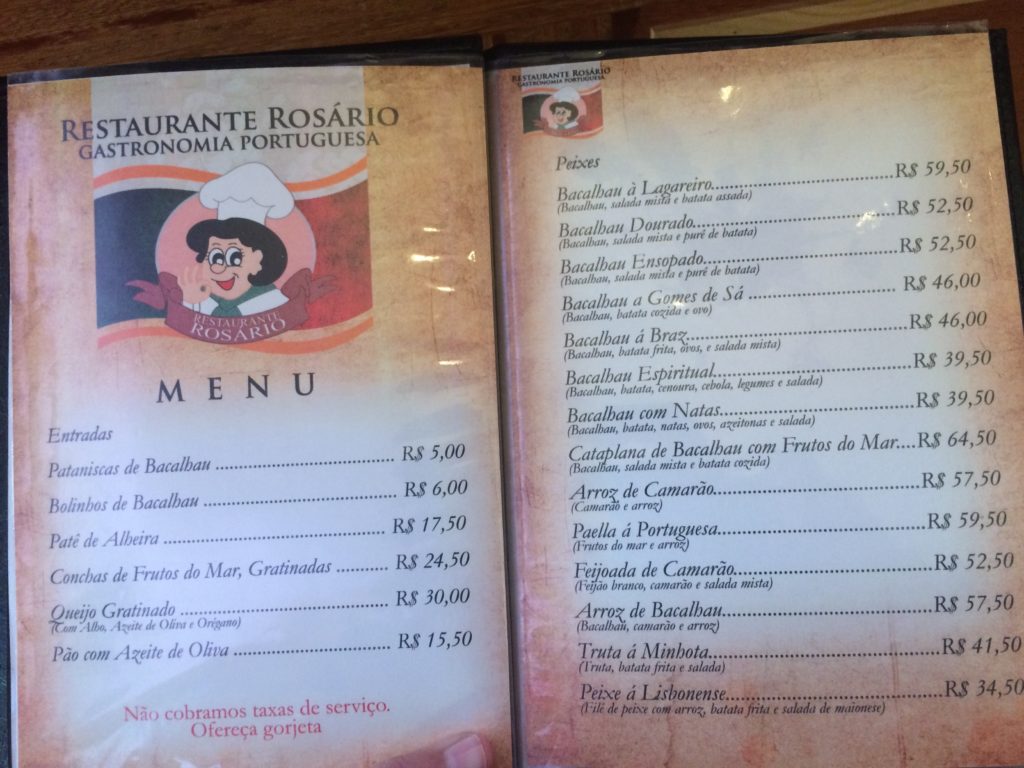 RESTAURANTE ROSÁRIO
GASTRONOMIA PORTUGUESA
RESTAURANTE
ROSÁRIO
MENU
Entradas
Pataniscas de Bacalhau ........................... R$ 5,00
Bolinhos de Bacalhau ............................. R$ 6,00
Patê de Alheira .................................. R$ 17,50
Conchas de Frutos do Mar, Gratinadas .......... R$ 24,50
Queijo Gratinado ................................. R$ 30,00
(Com Alho, Azeite de Oliva e Orégano)
Pão com Azeite de Oliva .......................... R$ 15,50
Não cobramos taxas de serviço.
Ofereça gorjeta
RESTAURANTE ROSÁRIO
GASTRONOMIA PORTUGUESA
Peixes
Bacalhau à Lagareiro.............................. R$ 59,50
(Bacalhau, salada mista e batata assada)
Bacalhau Dourado.................................. R$ 52,50
(Bacalhau, salada mista e purê de batata)
Bacalhau Ensopado................................. R$ 52,50
(Bacalhau, salada mista e purê de batata)
Bacalhau a Gomes de Sá ........................... R$ 46,00
(Bacalhau, batata cozida e ovo)
Bacalhau á Braz................................... R$ 46,00
(Bacalhau, batata frita, ovos, e salada mista)
Bacalhau Espiritual............................... R$ 39,50
(Bacalhau, batata, cenoura, cebola, legumes e salada)
Bacalhau com Natas................................ R$ 39,50
(Bacalhau, batata, natas, ovos, azeitonas e salada)
Cataplana de Bacalhau com Frutos do Mar....R$ 64,50
(Bacalhau, salada mista e batata cozida)
Arroz de Camarão.................................. R$ 57,50
(Camarão e arroz)
Paella á Portuguesa............................... R$ 59,50
(Frutos do mar e arroz)
Feijoada de Camarão............................... R$ 52,50
(Feijão branco, camarão e salada mista)
Arroz de Bacalhau................................. R$ 57,50
(Bacalhau, camarão e arroz)
Truta á Minhota................................... R$ 41,50
(Truta, batata frita e salada)
Peixe á Lisbonense................................ R$ 34,50
(Filé de peixe com arroz, batata frita e salada de maionese)